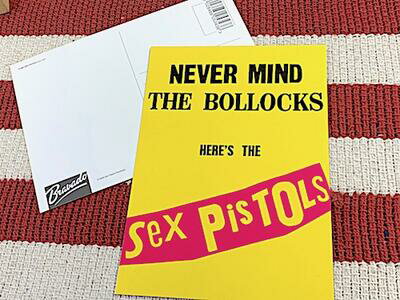 NEVER MIND
THE BOLLOCKS
HERE'S THE
Sex PiSTOLS
Bravado